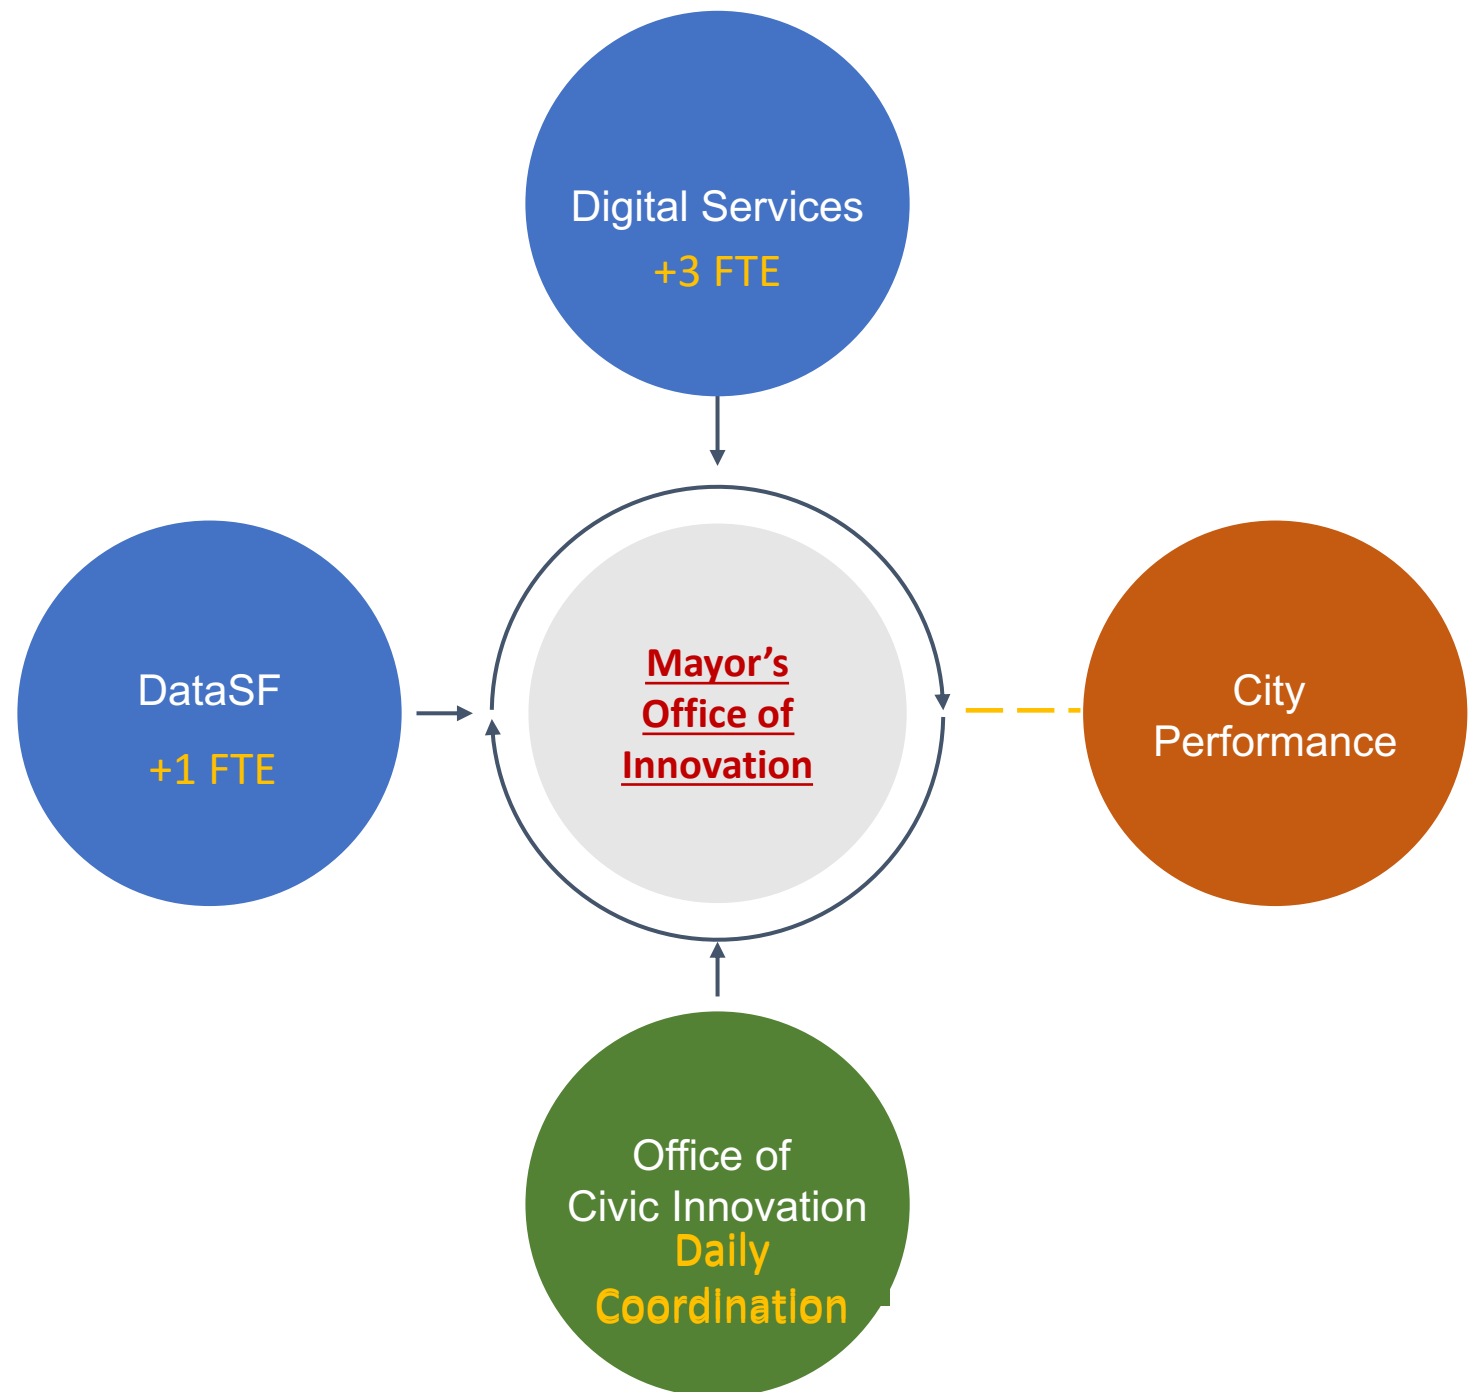 Digital Services
+3 FTE
DataSF
+1 FTE
Mayor’s
Office of
Innovation
City
Performance
Office of
Civic Innovation
Daily
Coordination